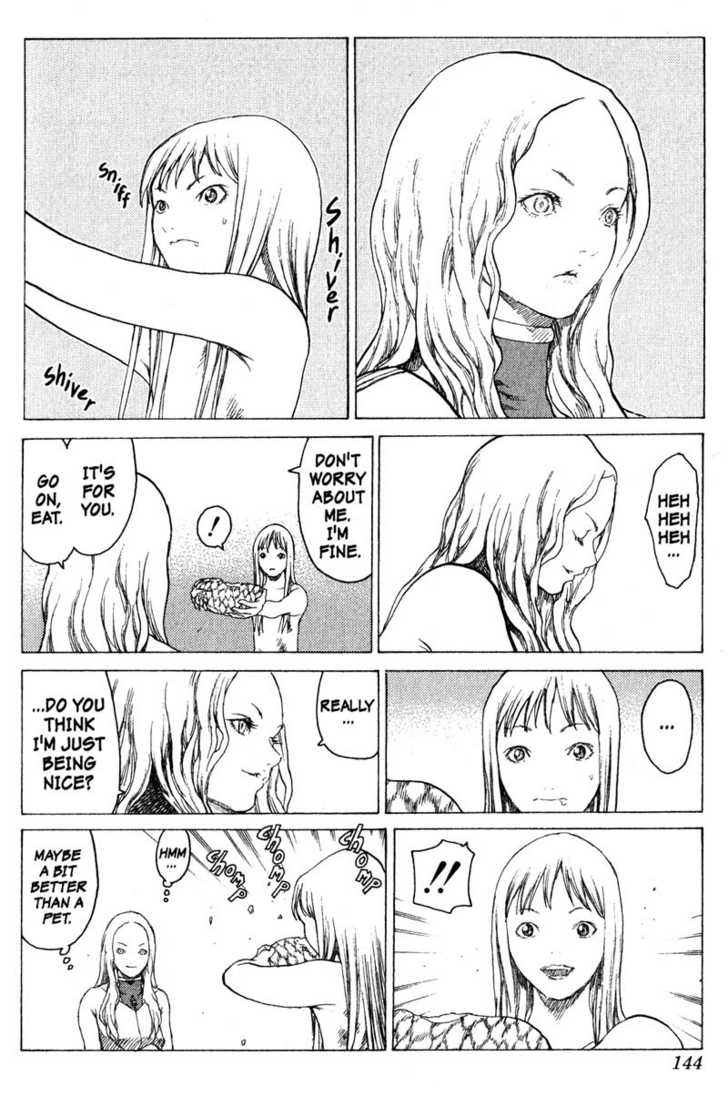 Sniff
Shiver
Shiver
HEH
HEH
HEH
...
DON'T
WORRY
ABOUT
ME.
I'M
FINE.
!
IT'S
FOR
YOU.
GO
ON,
EAT.
...
REALLY
...
...DO YOU
THINK
I'M JUST
BEING
NICE?
!!
CHOMP
CHOMP
CHOMP
HMM
...
MAYBE
A BIT
BETTER
THAN A
PET.
144